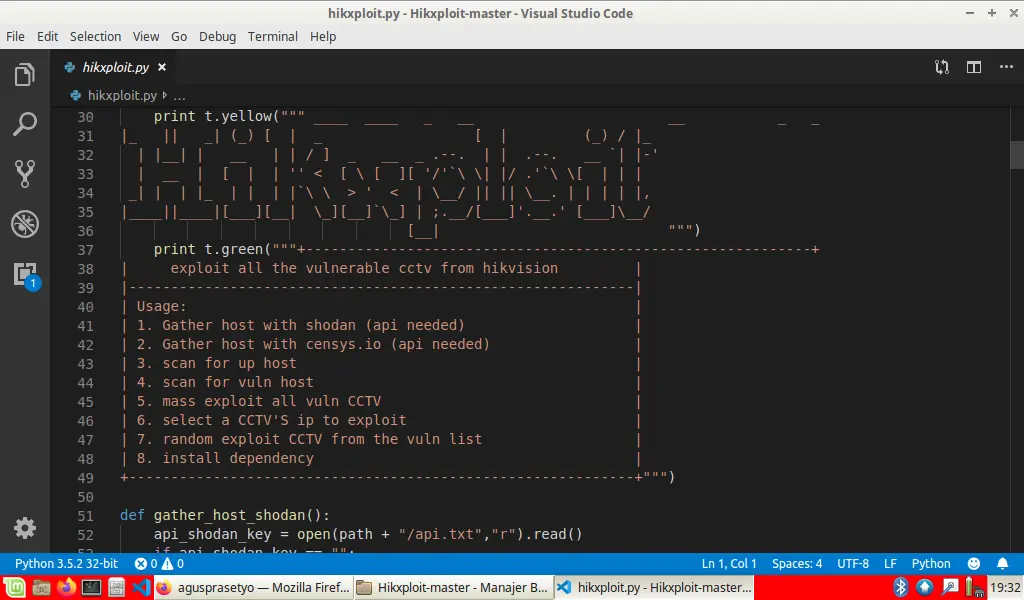 hikxploit.py - Hikxploit-master - Visual Studio Code
File Edit Selection View Go Debug Terminal Help
hikxploit.py
hikxploit.py ...
30 print t.yellow(""" ____ ____ _ __ __ _ _
31 |_ || _| (_) [ | _ [ | (_) / |_
32 | |__| | __ | | / ] _ __ _ .--. | | .--. __ `| |-'
33 | __ | [ | | '' < [ \ [ ][ '/'`\ \| |/ .'`\ \[ | | |
34 _| | | |_ | | | |`\ \ > ' < | \__/ || || \__. | | | | |,
35 |____||____|[___][__| \_][__]`\_] | ;.__/[___]'.__.' [___]\__/
36 [__| """)
37 print t.green("""+------------------------------------------------------------+
38 | exploit all the vulnerable cctv from hikvision |
39 |------------------------------------------------------------|
40 | Usage: |
41 | 1. Gather host with shodan (api needed) |
42 | 2. Gather host with censys.io (api needed) |
43 | 3. scan for up host |
44 | 4. scan for vuln host |
45 | 5. mass exploit all vuln CCTV |
46 | 6. select a CCTV'S ip to exploit |
47 | 7. random exploit CCTV from the vuln list |
48 | 8. install dependency |
49 +------------------------------------------------------------+""")
50
51 def gather_host_shodan():
52 api_shodan_key = open(path + "/api.txt","r").read()
53 if api_shodan_key == "":
1
Python 3.5.2 32-bit 0 0 Ln 1, Col 1 Spaces: 4 UTF-8 LF Python
agusprasetyo — Mozilla Firef... Hikxploit-master - Manajer B... hikxploit.py - Hikxploit-master... 19:32